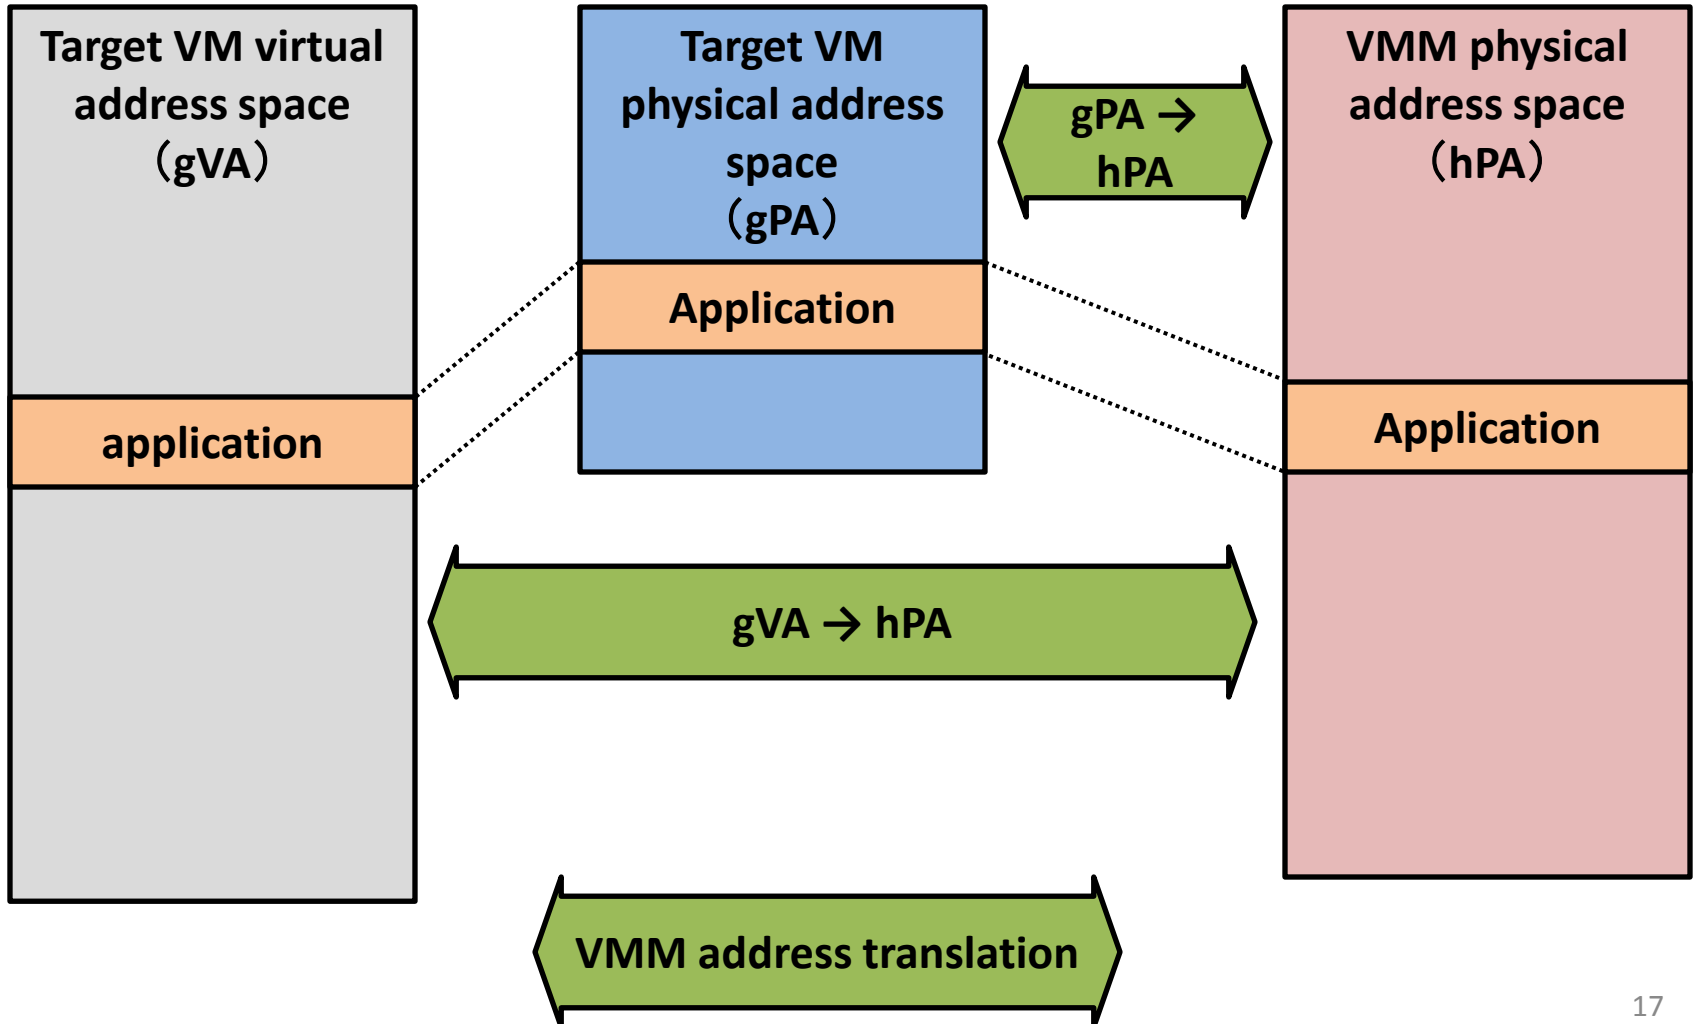 Target VM virtual
address space
（gVA）
application
Target VM
physical address
space
（gPA）
Application
gPA →
hPA
VMM physical
address space
（hPA）
Application
gVA → hPA
VMM address translation
17